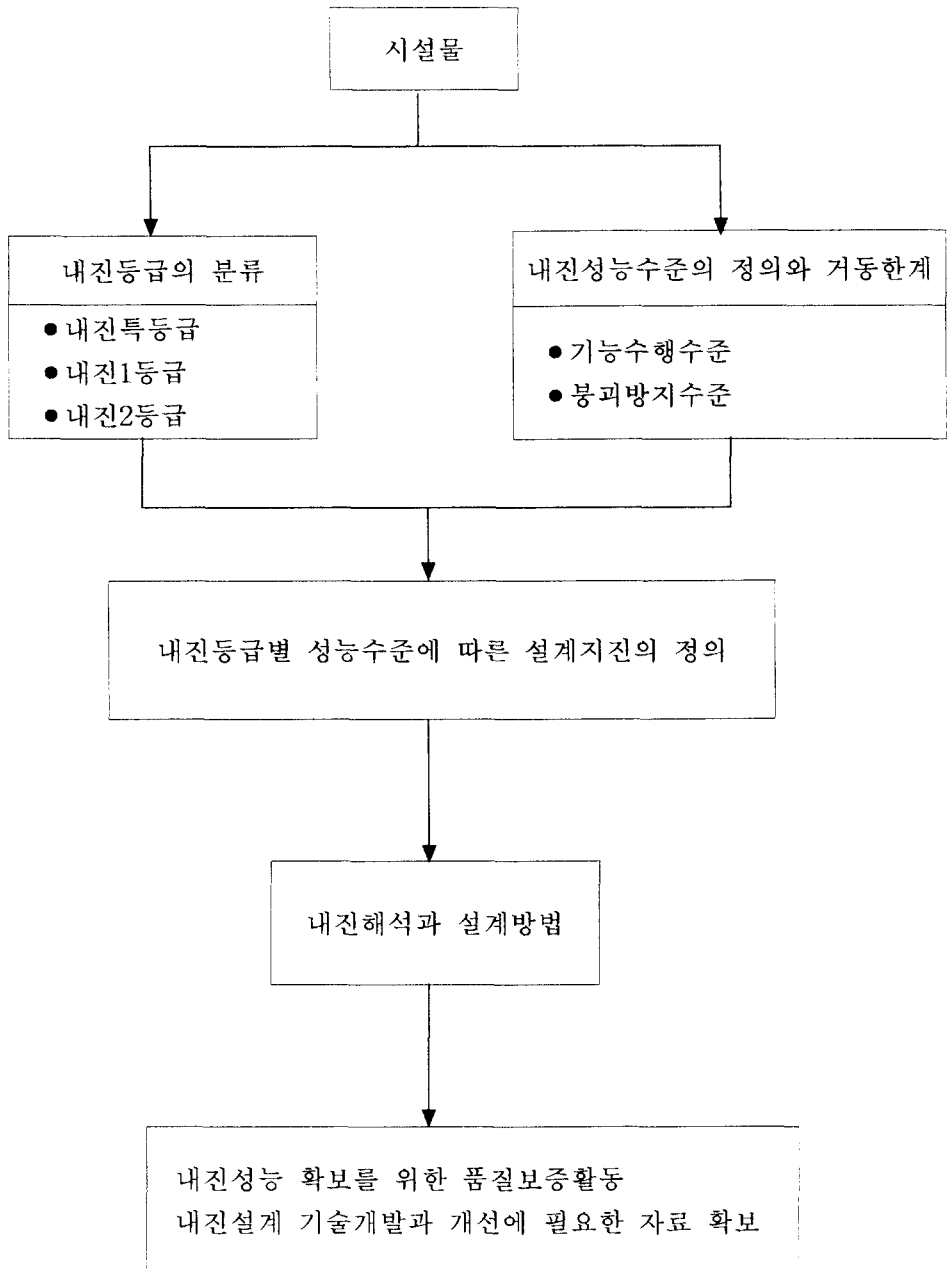 시설물
내진등급의 분류
● 내진특등급
● 내진1등급
● 내진2등급
내진성능수준의 정의와 거동한계
● 기능수행수준
● 붕괴방지수준
내진등급별 성능수준에 따른 설계지진의 정의
내진해석과 설계방법
내진성능 확보를 위한 품질보증활동
내진설계 기술개발과 개선에 필요한 자료 확보